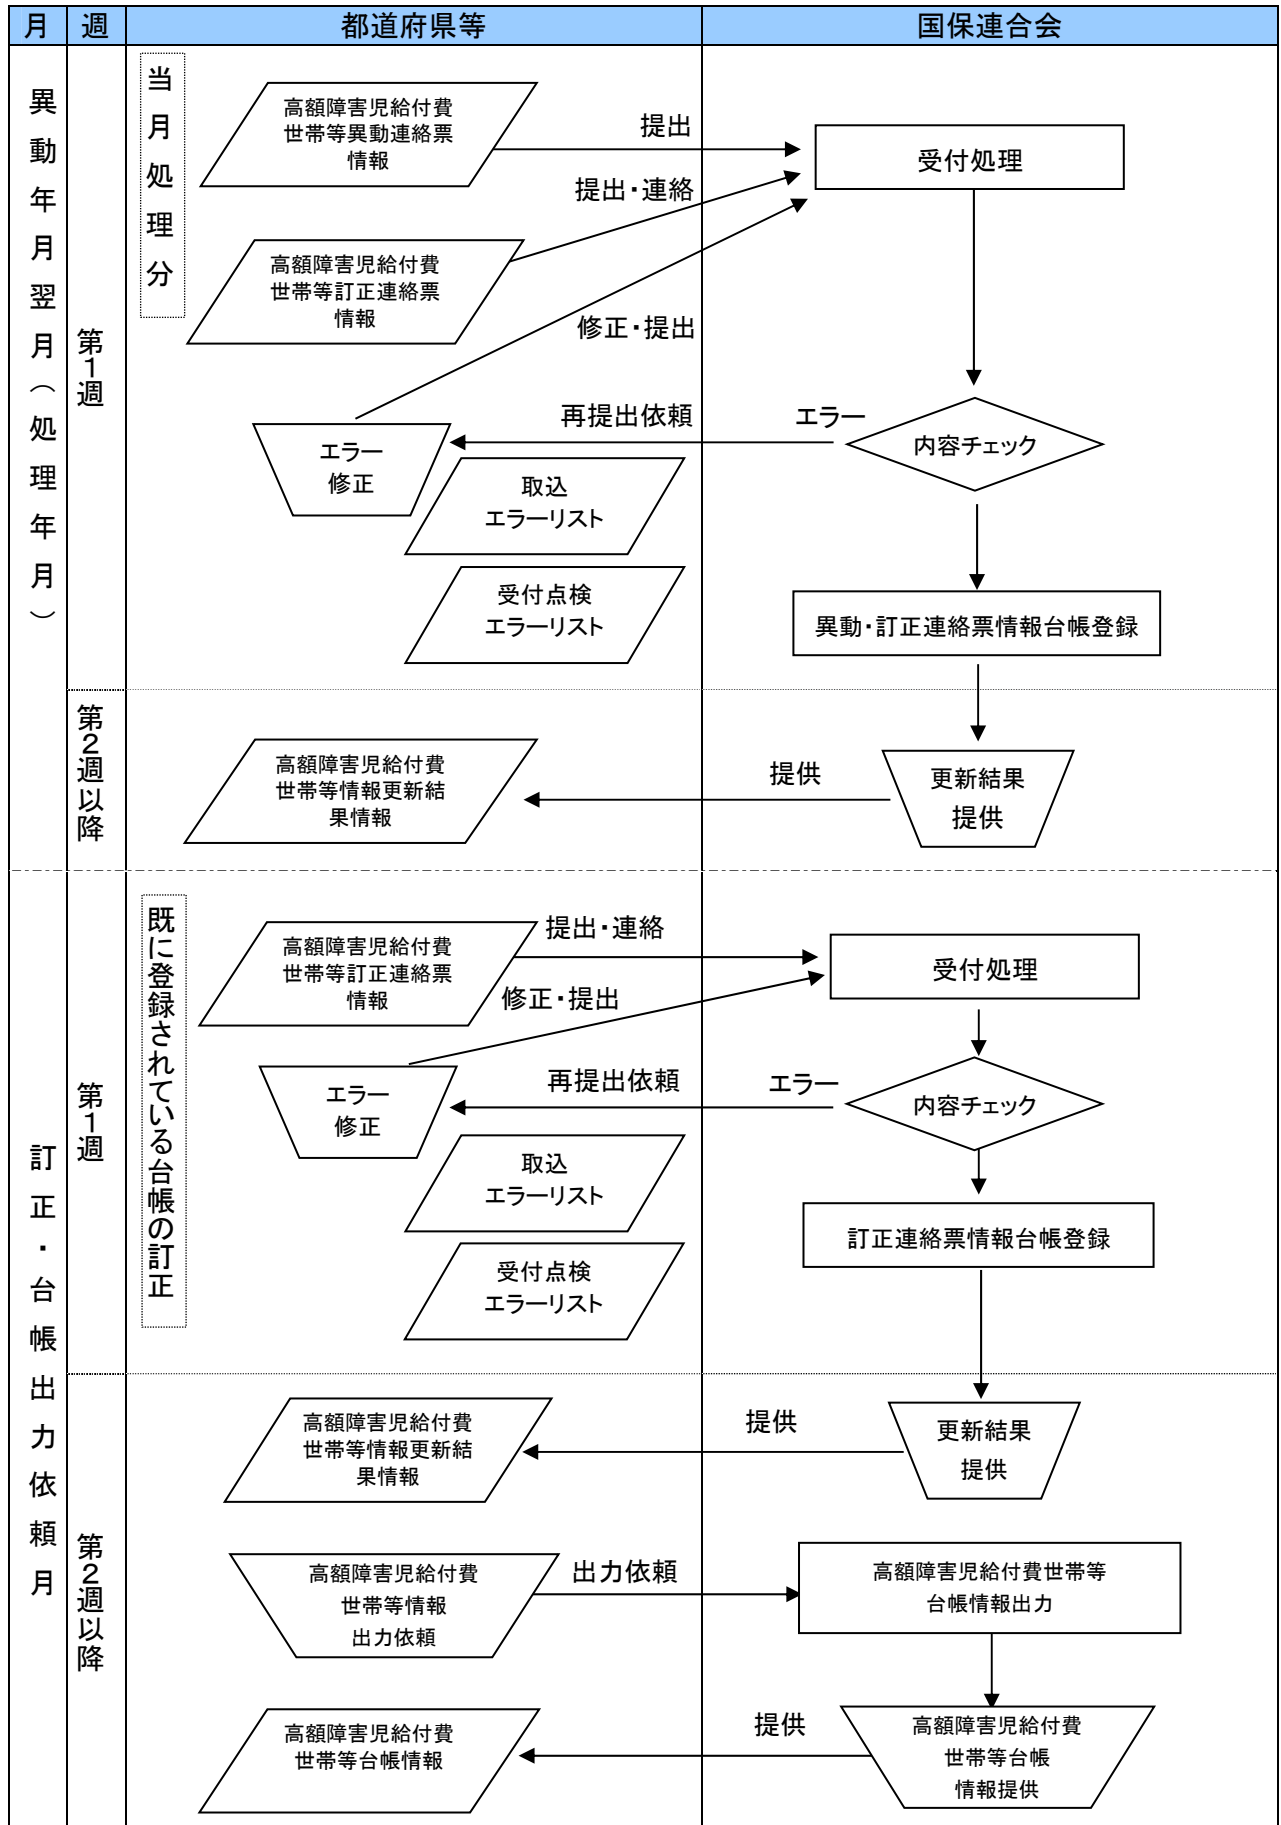 月
週
都道府県等
国保連合会
異動年月翌月（処理年月）
第１週
当月処理分
高額障害児給付費
世帯等異動連絡票
情報
提出
受付処理
提出・連絡
高額障害児給付費
世帯等訂正連絡票
情報
修正・提出
再提出依頼
エラー
内容チェック
エラー
修正
取込
エラーリスト
受付点検
エラーリスト
異動・訂正連絡票情報台帳登録
第２週以降
高額障害児給付費
世帯等情報更新結
果情報
提供
更新結果
提供
訂正・台帳出力依頼月
第１週
既に登録されている台帳の訂正
高額障害児給付費
世帯等訂正連絡票
情報
提出・連絡
受付処理
修正・提出
エラー
修正
再提出依頼
エラー
内容チェック
取込
エラーリスト
受付点検
エラーリスト
訂正連絡票情報台帳登録
第２週以降
高額障害児給付費
世帯等情報更新結
果情報
提供
更新結果
提供
高額障害児給付費
世帯等情報
出力依頼
出力依頼
高額障害児給付費世帯等
台帳情報出力
高額障害児給付費
世帯等台帳情報
提供
高額障害児給付費
世帯等台帳
情報提供